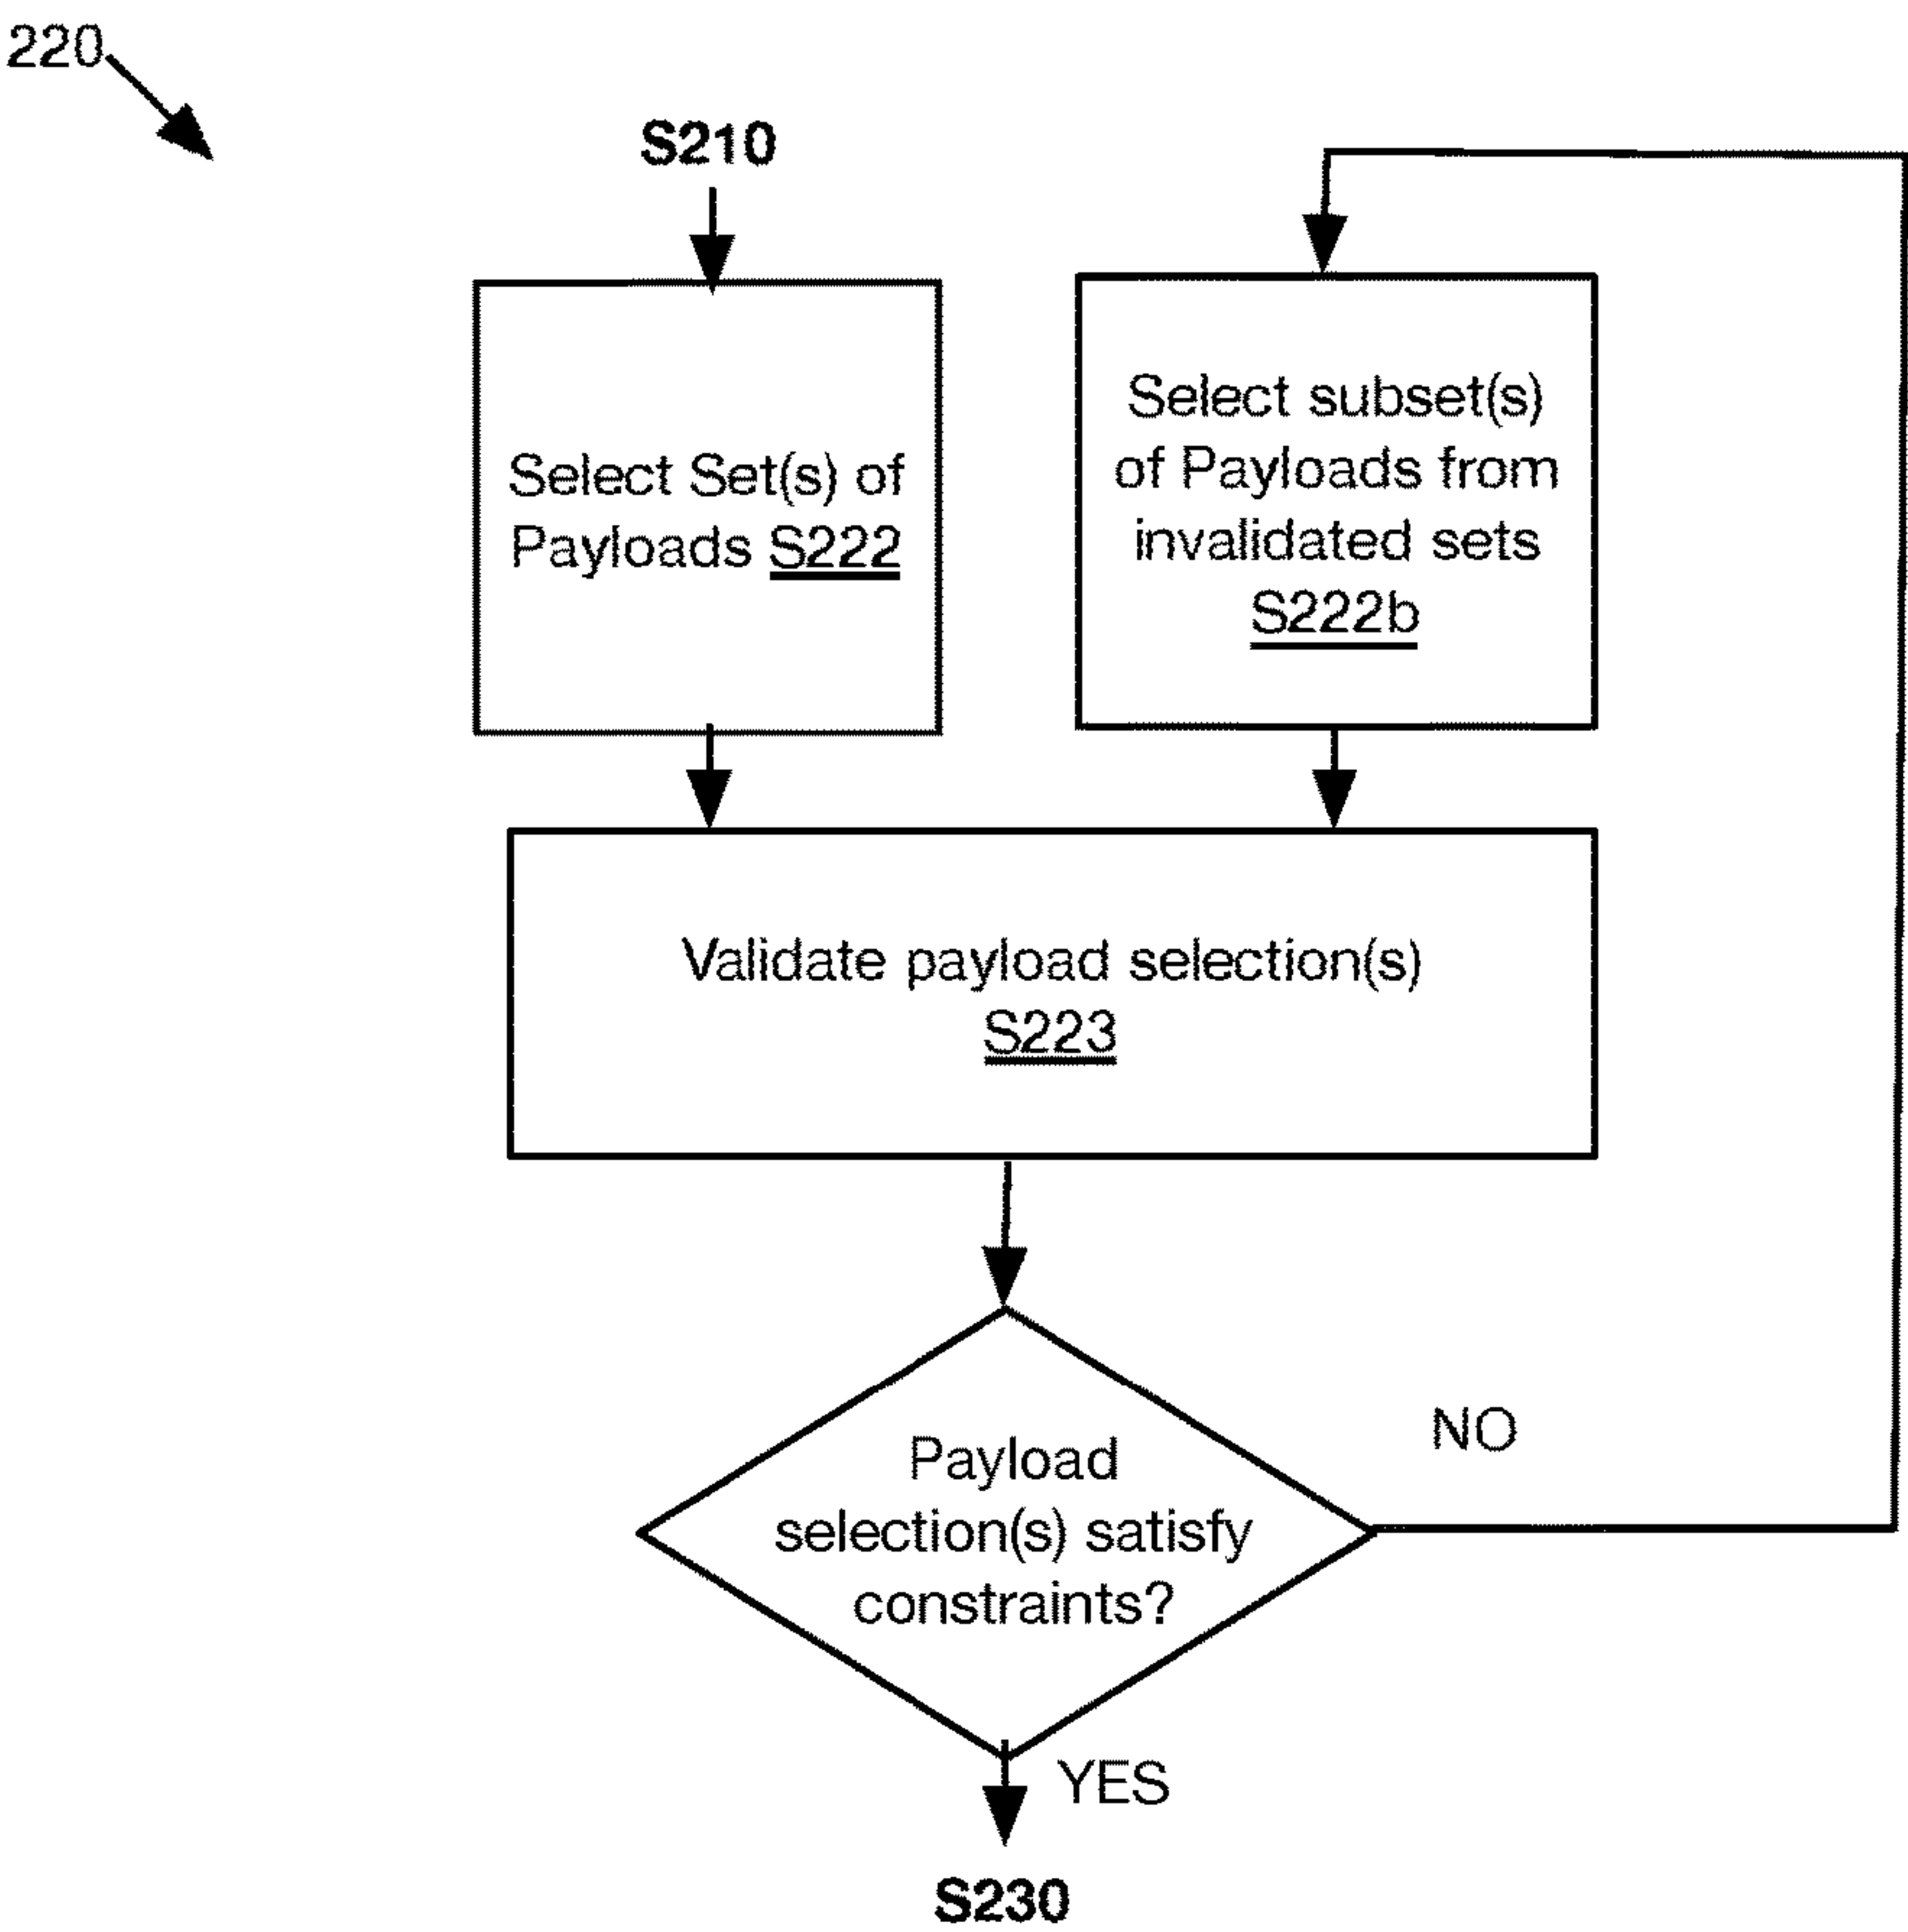 220
S210
Select Set(s) of
Payloads S222
Select subset(s)
of Payloads from
invalidated sets
S222b
Validate payload selection(s)
S223
Payload
selection(s) satisfy
constraints?
NO
YES
S230